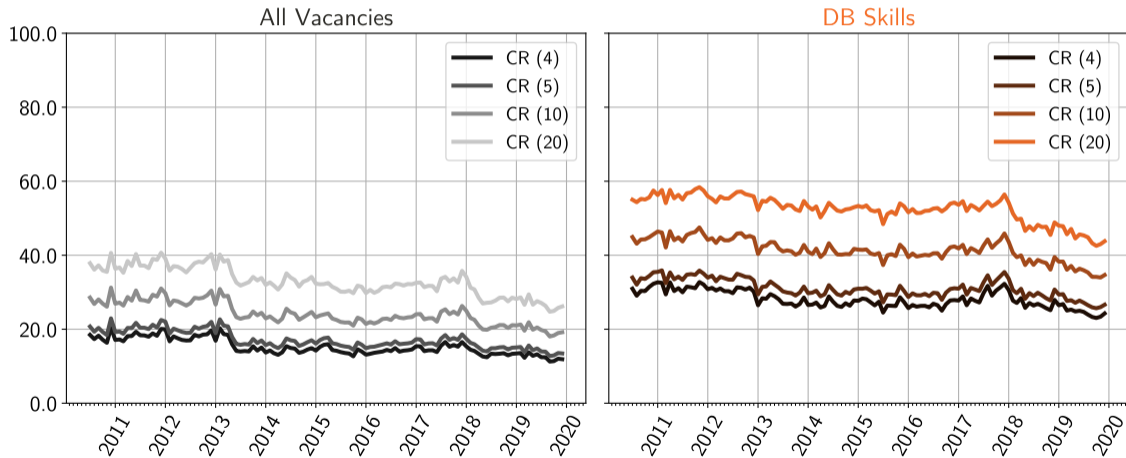 All Vacancies
DB Skills
100.0
80.0
60.0
40.0
20.0
0.0
CR (4)
CR (5)
CR (10)
CR (20)
CR (4)
CR (5)
CR (10)
CR (20)
2011 2012 2013 2014 2015 2016 2017 2018 2019 2020
2011 2012 2013 2014 2015 2016 2017 2018 2019 2020